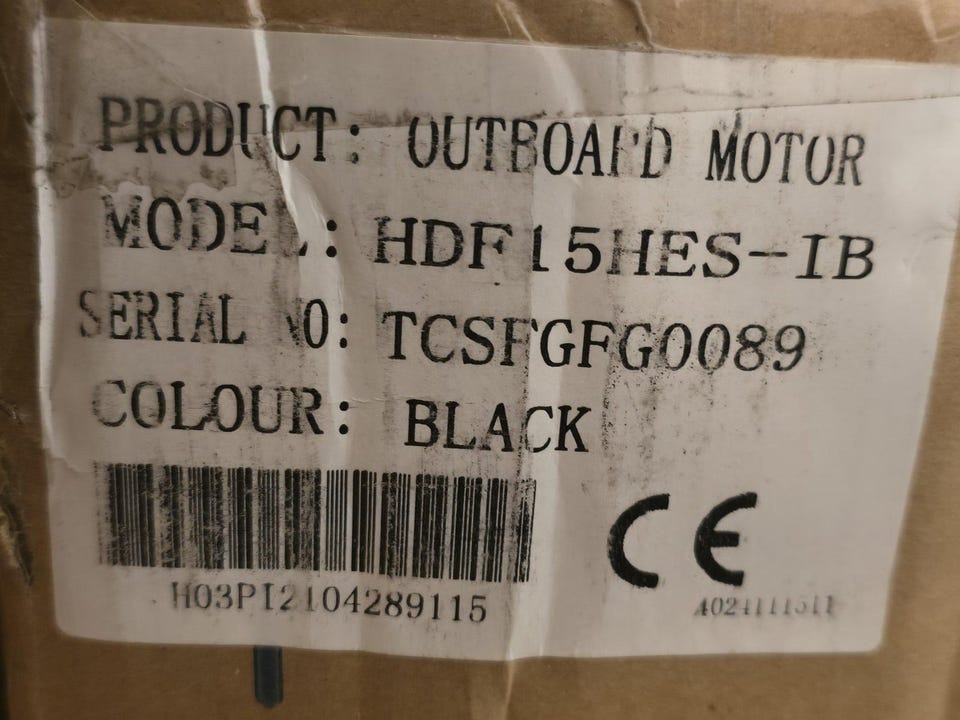 PRODUCT: OUTBOARD MOTOR
MODEL: HDF15HES-IB
SERIAL NO: TCSFGFG0089
COLOUR: BLACK
CE
H03PI2104289115